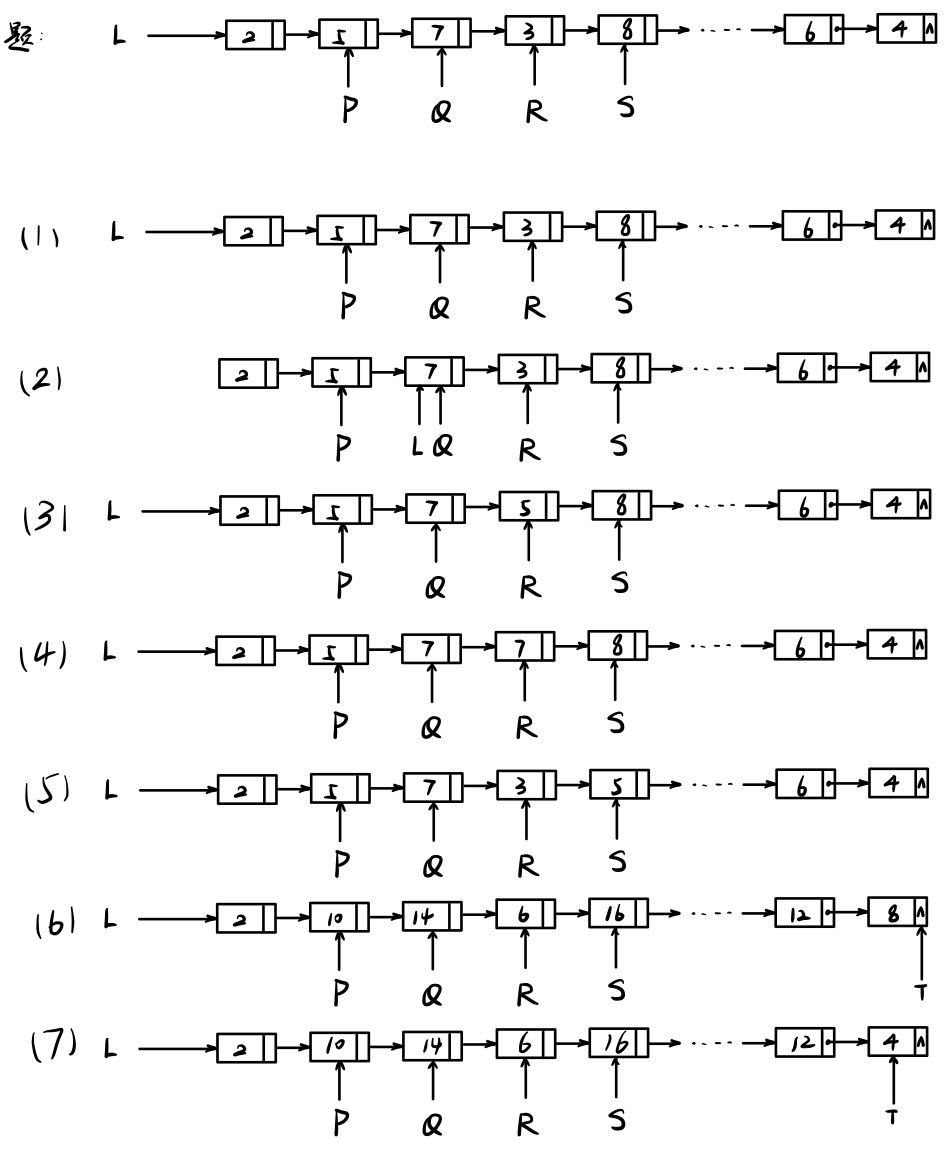 题: L 2 5 7 3 8 ---- 6 4 ∧
P Q R S
(1) L 2 5 7 3 8 ---- 6 4 ∧
P Q R S
(2) 2 5 7 3 8 ---- 6 4 ∧
P L Q R S
(3) L 2 5 7 5 8 ---- 6 4 ∧
P Q R S
(4) L 2 5 7 7 8 ---- 6 4 ∧
P Q R S
(5) L 2 5 7 3 5 ---- 6 4 ∧
P Q R S
(6) L 2 10 14 6 16 ---- 12 8 ∧
P Q R S T
(7) L 2 10 14 6 16 ---- 12 4 ∧
P Q R S T